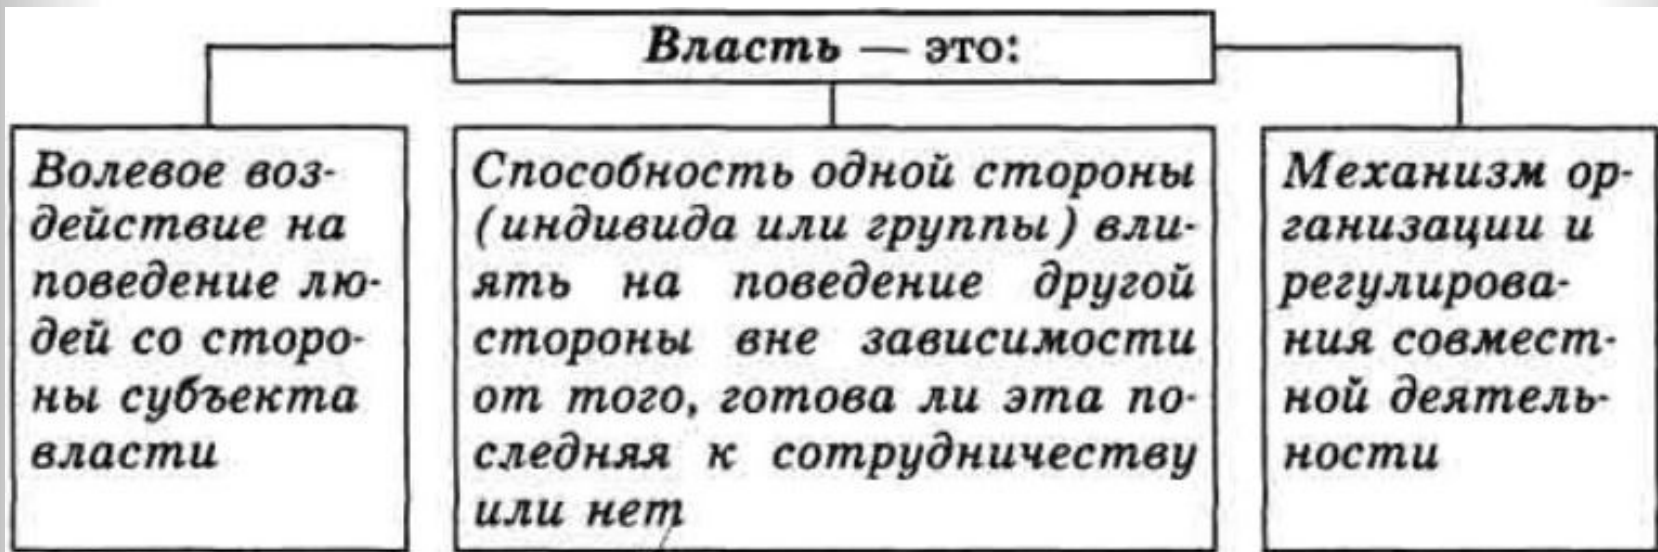 Власть — это:
Волевое воз-
действие на
поведение лю-
дей со сторо-
ны субъекта
власти
Способность одной стороны
(индивида или группы) вли-
ять на поведение другой
стороны вне зависимости
от того, готова ли эта по-
следняя к сотрудничеству
или нет
Механизм ор-
ганизации и
регулирова-
ния совмест-
ной деятель-
ности